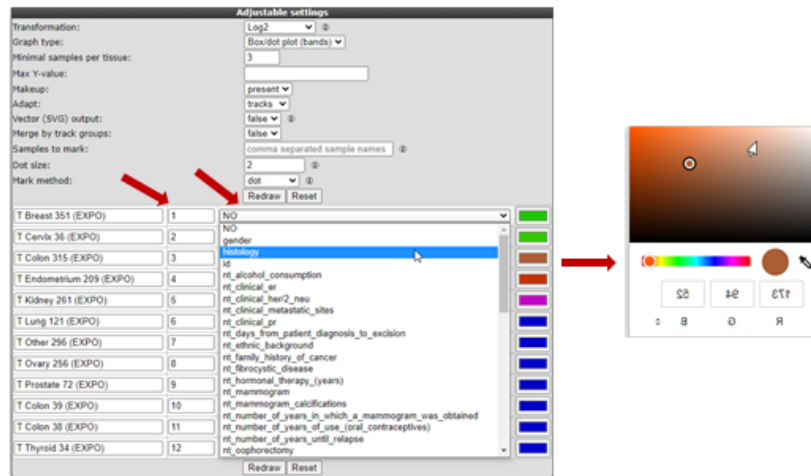 Adjustable settings
Transformation: Log2
Graph type: Box/dot plot (bands)
Minimal samples per tissue: 3
Max Y-value:
Makeup: present
Adapt: tracks
Vector (SVG) output: false
Merge by track groups: false
Samples to mark: comma separated sample names
Dot size: 2
Mark method: dot
Redraw Reset
T Breast 351 (EXPO) 1 NO
NO
T Cervix 36 (EXPO) 2 gender
histology
T Colon 315 (EXPO) 3 id
nt_alcohol_consumption
T Endometrium 209 (EXPO) 4 nt_clinical_er
nt_clinical_her/2_neu
T Kidney 261 (EXPO) 5 nt_clinical_metastatic_sites
nt_clinical_pr
T Lung 121 (EXPO) 6 nt_days_from_patient_diagnosis_to_excision
T Other 296 (EXPO) 7 nt_ethnic_background
nt_family_history_of_cancer
T Ovary 256 (EXPO) 8 nt_fibrocystic_disease
nt_hormonal_therapy_(years)
T Prostate 72 (EXPO) 9 nt_mammogram
nt_mammogram_calcifications
T Colon 39 (EXPO) 10 nt_number_of_years_in_which_a_mammogram_was_obtained
T Colon 38 (EXPO) 11 nt_number_of_years_of_use_(oral_contraceptives)
nt_number_of_years_until_relapse
T Thyroid 34 (EXPO) 12 nt_oophorectomy
Redraw Reset
52 94 173
B G R